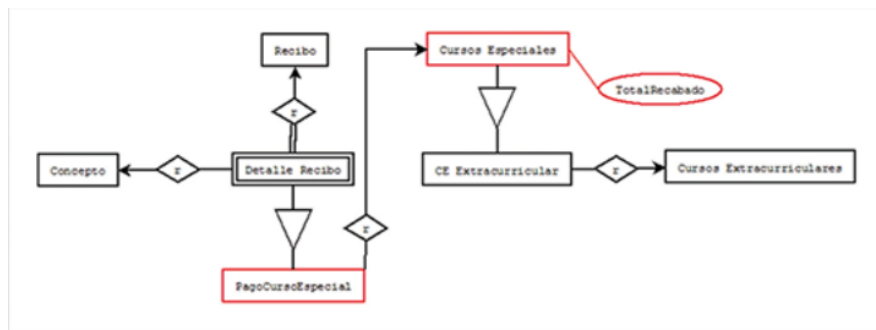 Recibo
Cursos Especiales
TotalRecabado
r
Concepto
r
Detalle Recibo
CE Extracurricular
r
Cursos Extracurriculares
r
PagoCursoEspecial